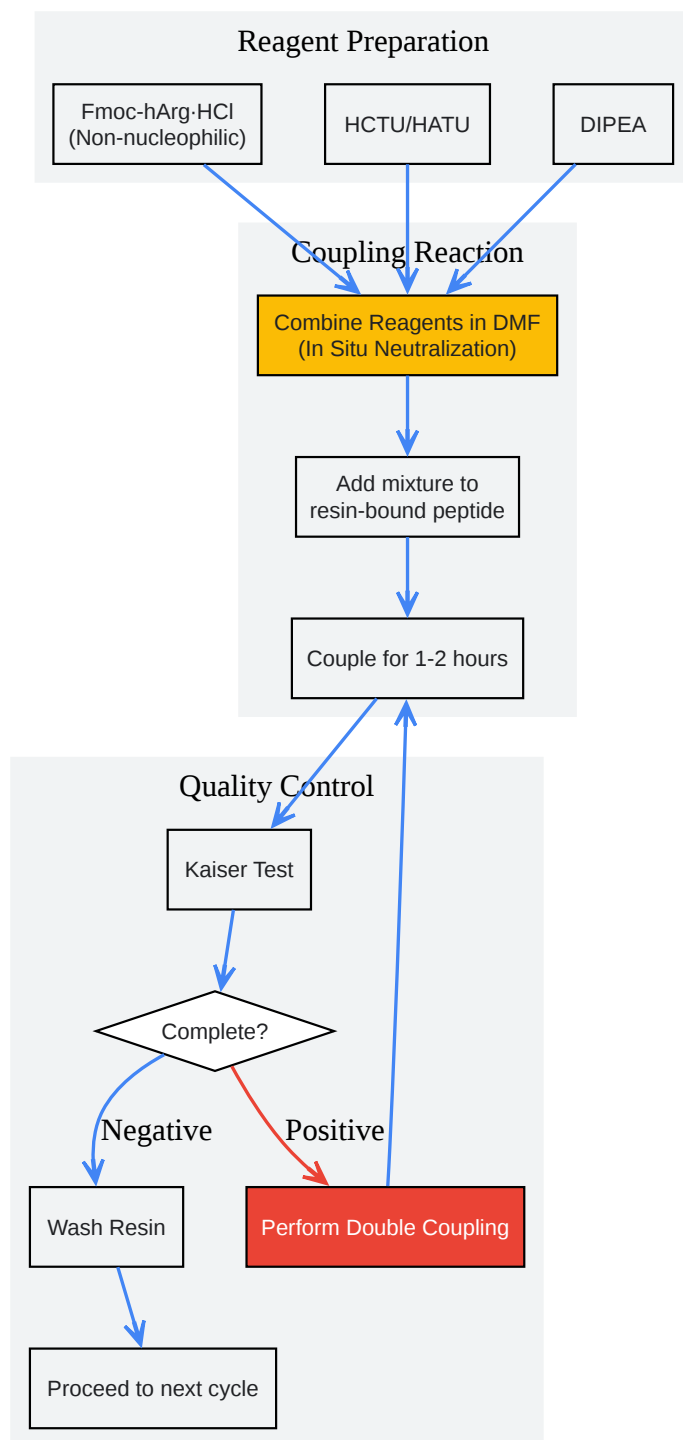 Reagent Preparation
Fmoc-hArg·HCl
(Non-nucleophilic)
HCTU/HATU
DIPEA
Coupling Reaction
Combine Reagents in DMF
(In Situ Neutralization)
Add mixture to
resin-bound peptide
Couple for 1-2 hours
Quality Control
Kaiser Test
Complete?
Negative
Positive
Wash Resin
Perform Double Coupling
Proceed to next cycle